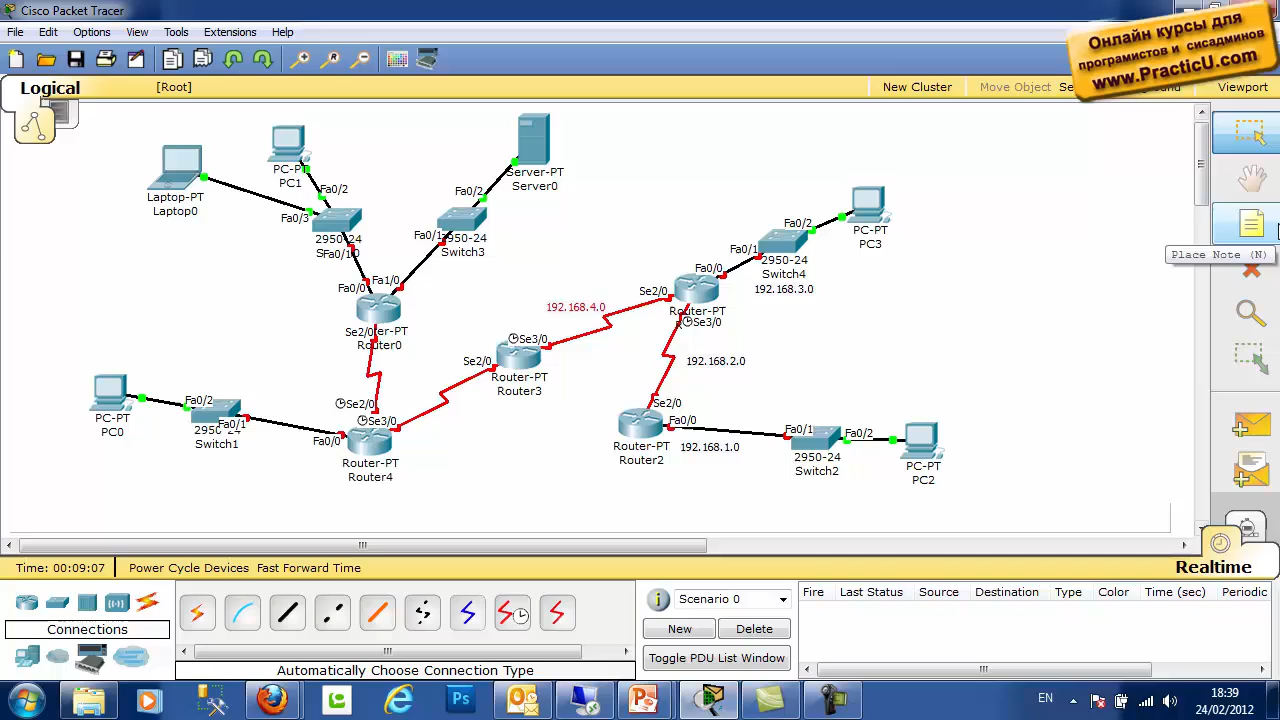 Cisco Packet Tracer
File Edit Options View Tools Extensions Help
Онлайн курсы для
програмистов и сисадминов
www.PracticU.com
Logical
[Root]
New Cluster
Move Object
Viewport
PC-PT
PC1
Laptop-PT
Laptop0
Fa0/2
Fa0/3
2950-24
Fa0/0
Fa1/0
Server-PT
Server0
Fa0/2
Fa0/1
2950-24
Switch3
Se2/0
Router0
PC-PT
PC3
Fa0/2
Fa0/1
2950-24
Switch4
192.168.3.0
Place Note (N)
Fa0/0
Se2/0
Router-PT
Se3/0
192.168.4.0
192.168.2.0
Se3/0
Se2/0
Router-PT
Router3
PC-PT
PC0
Fa0/2
Fa0/1
Switch1
Se2/0
Se3/0
Fa0/0
Router-PT
Router4
Se2/0
Fa0/0
Router-PT
Router2
192.168.1.0
Fa0/1
Fa0/2
2950-24
Switch2
PC-PT
PC2
Time: 00:09:07
Power Cycle Devices Fast Forward Time
Realtime
Connections
Automatically Choose Connection Type
Scenario 0
New
Delete
Toggle PDU List Window
Fire Last Status Source Destination Type Color Time (sec) Periodic
EN
18:39
24/02/2012